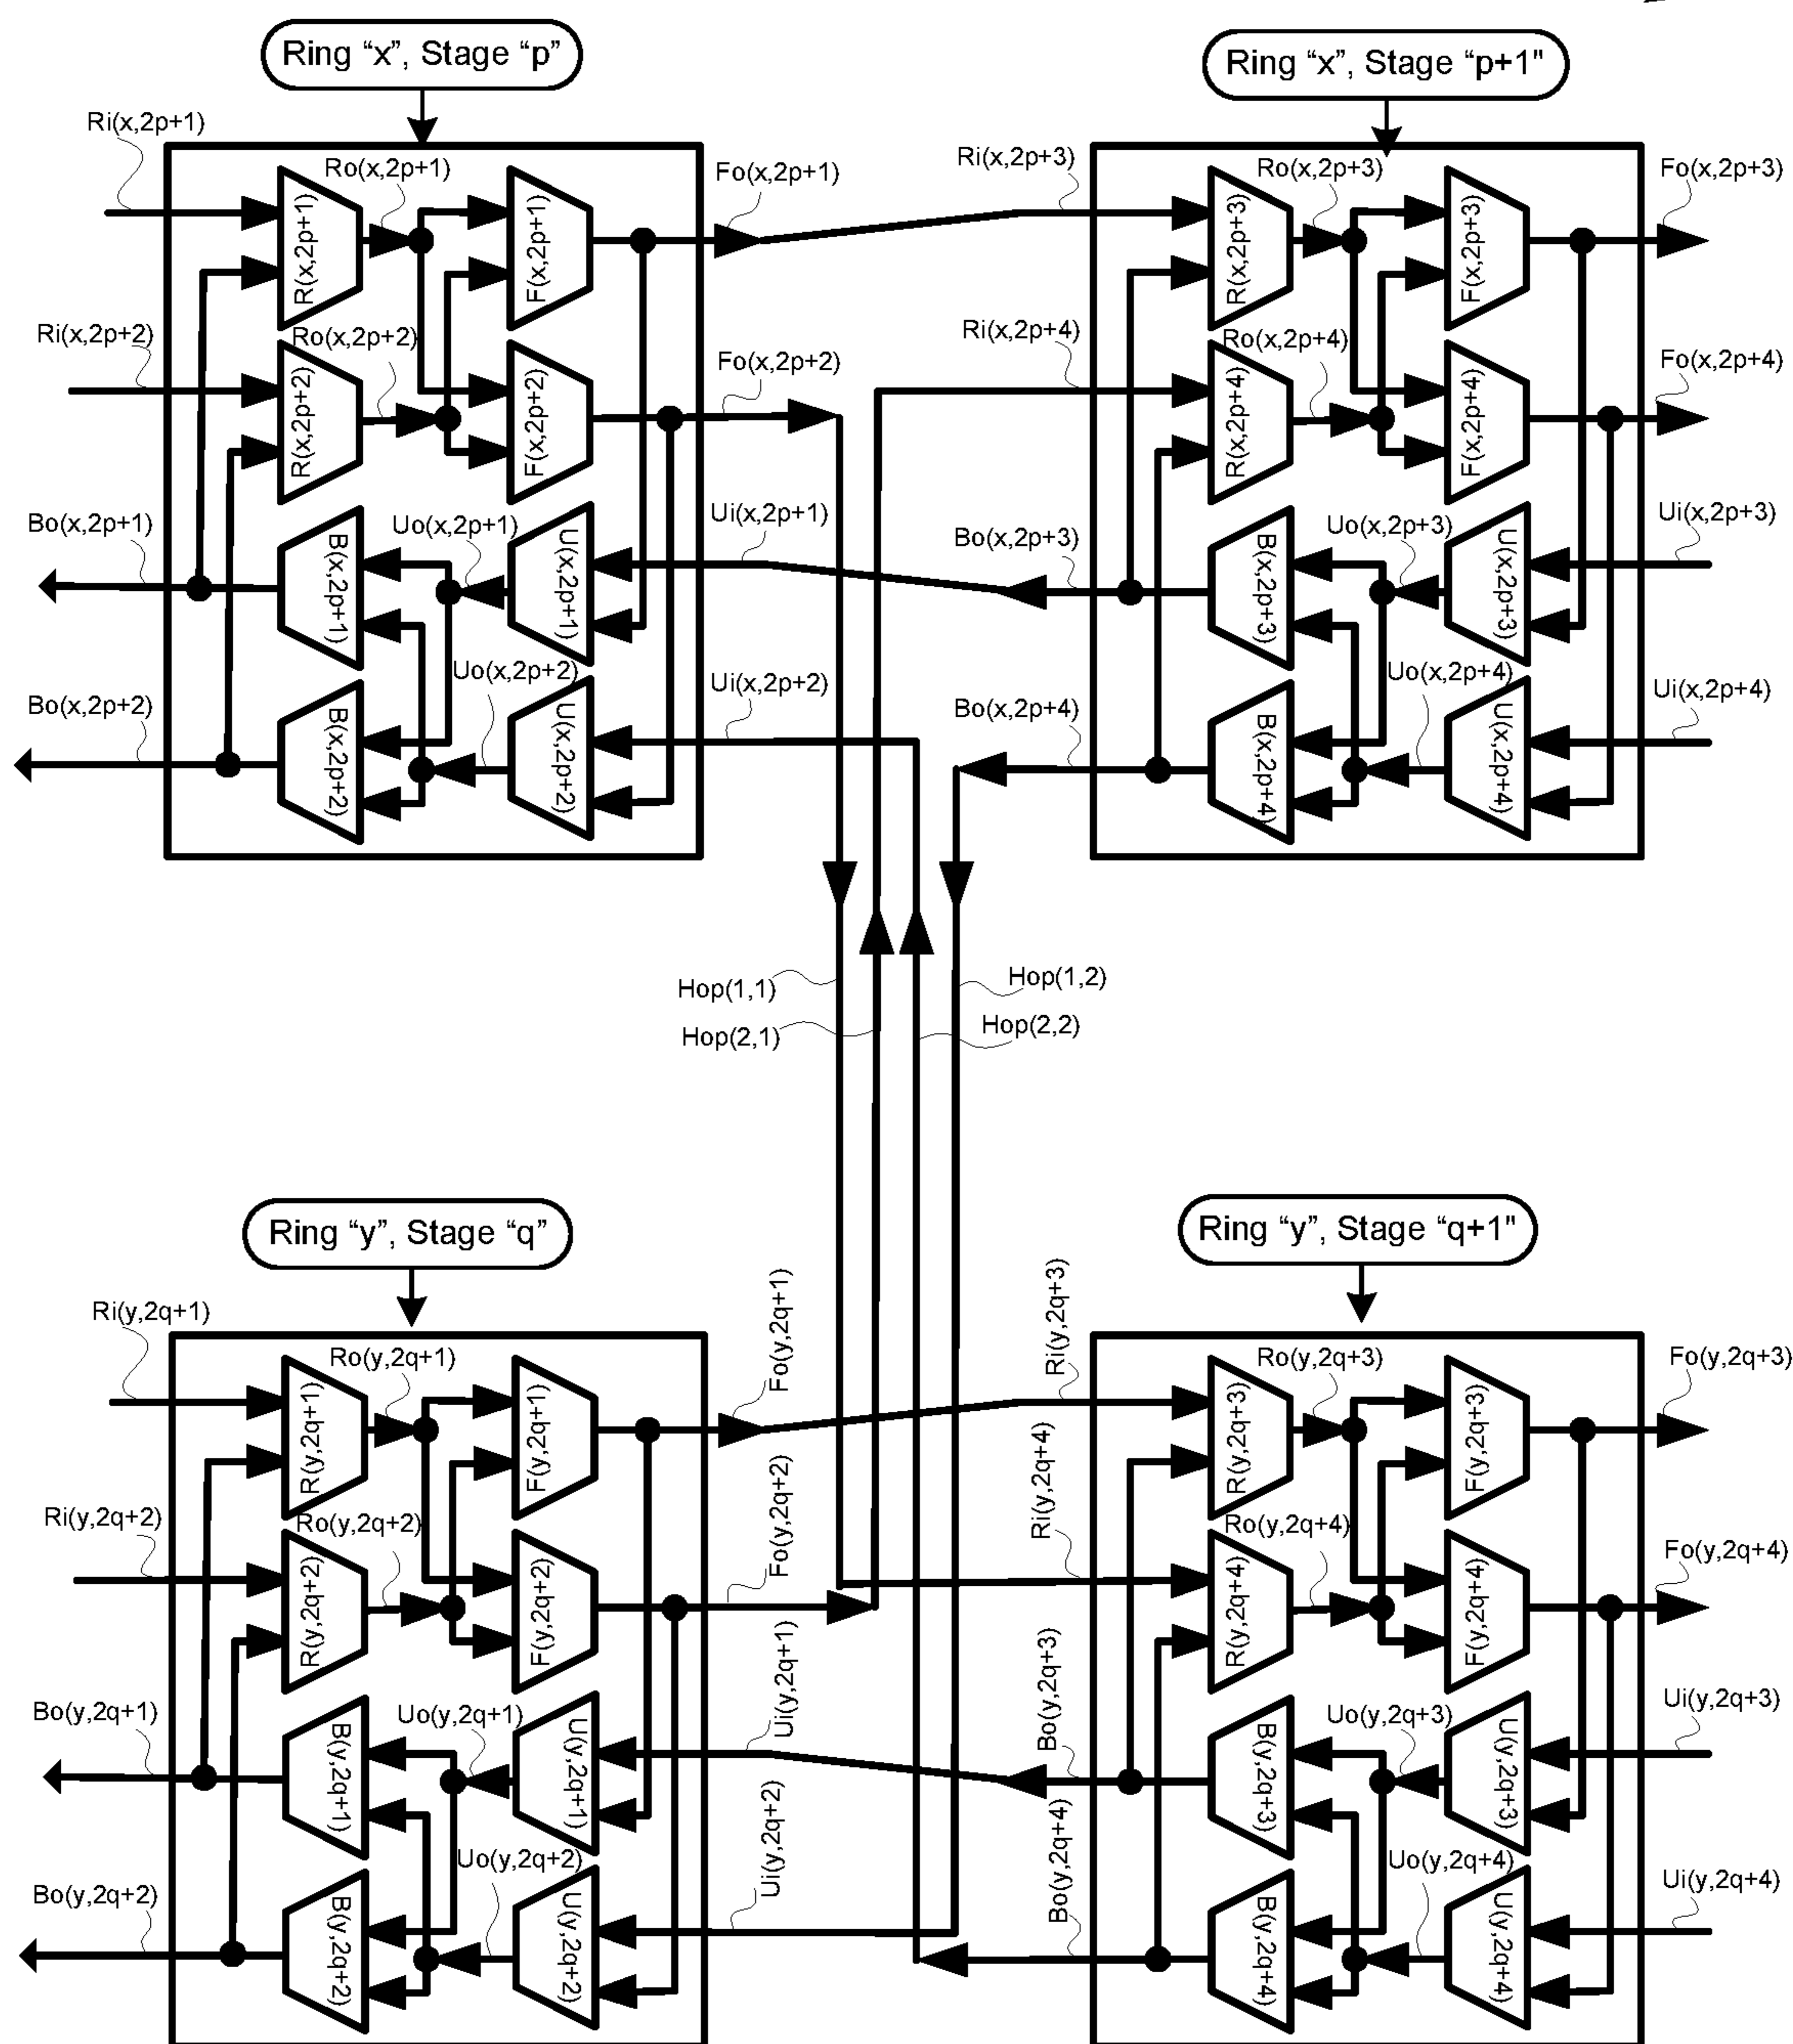 Ring “x”, Stage “p”
Ring “x”, Stage “p+1"
Ri(x,2p+1)
Ro(x,2p+1)
Fo(x,2p+1)
Ri(x,2p+3)
Ro(x,2p+3)
Fo(x,2p+3)
R(x,2p+1)
F(x,2p+1)
R(x,2p+3)
F(x,2p+3)
Ri(x,2p+2)
Ro(x,2p+2)
Fo(x,2p+2)
Ri(x,2p+4)
Ro(x,2p+4)
Fo(x,2p+4)
R(x,2p+2)
F(x,2p+2)
R(x,2p+4)
F(x,2p+4)
Bo(x,2p+1)
Uo(x,2p+1)
Ui(x,2p+1)
Bo(x,2p+3)
Uo(x,2p+3)
Ui(x,2p+3)
B(x,2p+1)
U(x,2p+1)
B(x,2p+3)
U(x,2p+3)
Bo(x,2p+2)
Uo(x,2p+2)
Ui(x,2p+2)
Bo(x,2p+4)
Uo(x,2p+4)
Ui(x,2p+4)
B(x,2p+2)
U(x,2p+2)
B(x,2p+4)
U(x,2p+4)
Hop(1,1)
Hop(1,2)
Hop(2,1)
Hop(2,2)
Ring “y”, Stage “q”
Ring “y”, Stage “q+1"
Ri(y,2q+1)
Ro(y,2q+1)
Fo(y,2q+1)
Ri(y,2q+3)
Ro(y,2q+3)
Fo(y,2q+3)
R(y,2q+1)
F(y,2q+1)
R(y,2q+3)
F(y,2q+3)
Ri(y,2q+2)
Ro(y,2q+2)
Fo(y,2q+2)
Ri(y,2q+4)
Ro(y,2q+4)
Fo(y,2q+4)
R(y,2q+2)
F(y,2q+2)
R(y,2q+4)
F(y,2q+4)
Bo(y,2q+1)
Uo(y,2q+1)
Ui(y,2q+1)
Bo(y,2q+3)
Uo(y,2q+3)
Ui(y,2q+3)
B(y,2q+1)
U(y,2q+1)
B(y,2q+3)
U(y,2q+3)
Bo(y,2q+2)
Uo(y,2q+2)
Ui(y,2q+2)
Bo(y,2q+4)
Uo(y,2q+4)
Ui(y,2q+4)
B(y,2q+2)
U(y,2q+2)
B(y,2q+4)
U(y,2q+4)